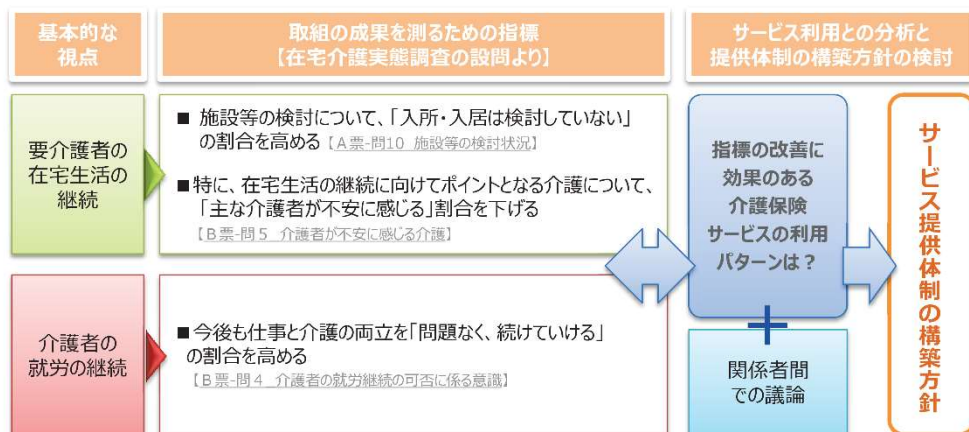 基本的な
視点
取組の成果を測るための指標
【在宅介護実態調査の設問より】
サービス利用との分析と
提供体制の構築方針の検討
要介護者の
在宅生活の
継続
■ 施設等の検討について、「入所・入居は検討していない」
の割合を高める【A票-問10 施設等の検討状況】
■特に、在宅生活の継続に向けてポイントとなる介護について、
「主な介護者が不安に感じる」割合を下げる
【B票-問5 介護者が不安に感じる介護】
介護者の
就労の継続
■今後も仕事と介護の両立を「問題なく、続けていける」
の割合を高める
【B票-問4 介護者の就労継続の可否に係る意識】
指標の改善に
効果のある
介護保険
サービスの利用
パターンは？
関係者間
での議論
サービス提供体制の構築方針